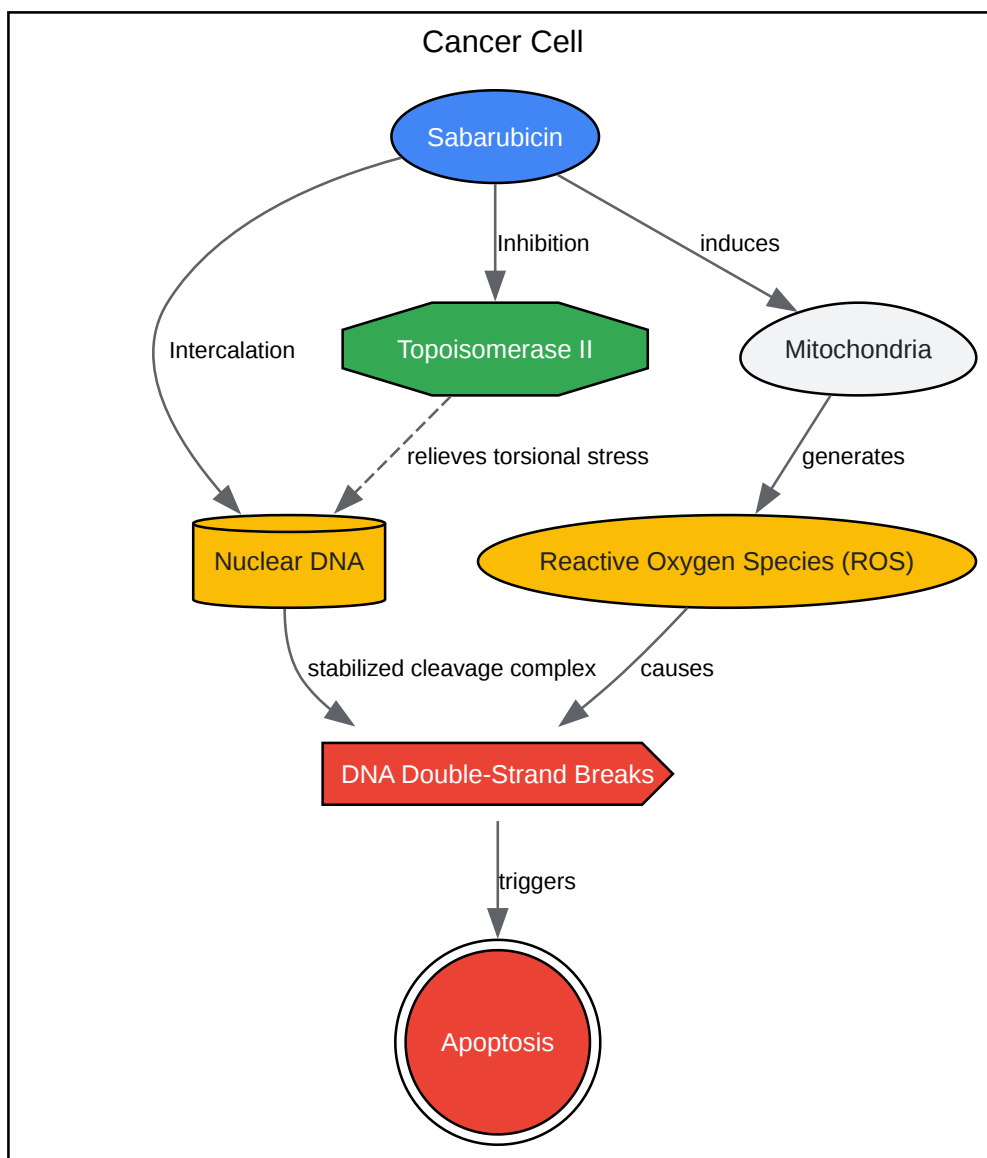 Cancer Cell
Sabarubicin
Inhibition
induces
Intercalation
Topoisomerase II
Mitochondria
relieves torsional stress
generates
Nuclear DNA
Reactive Oxygen Species (ROS)
stabilized cleavage complex
causes
DNA Double-Strand Breaks
triggers
Apoptosis